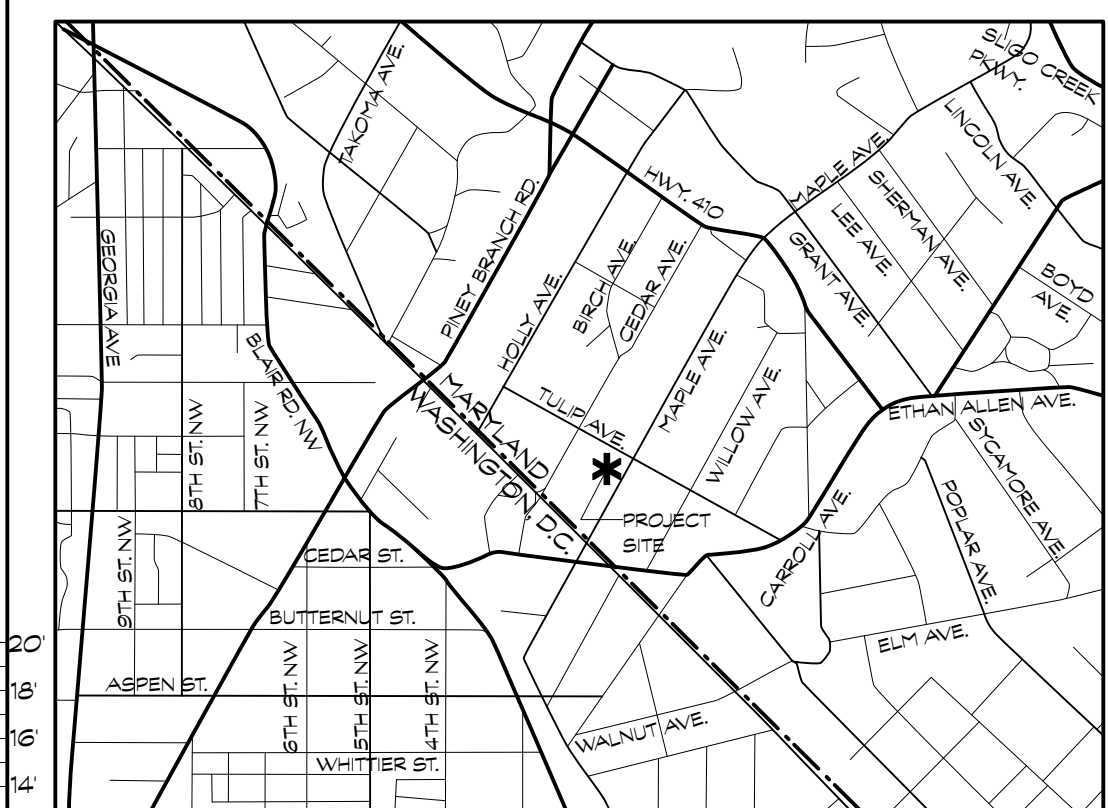 SLIGO CREEK
PKWY.
TAKOMA AVE.
LINCOLN AVE.
MAPLE AVE.
HWY. 410
SHERMAN AVE.
LEE AVE.
PINEY BRANCH RD.
GEORGIA AVE
GRANT AVE.
BIRCH AVE.
CEDAR AVE.
HOLLY AVE.
BOYD
AVE.
BLAIR RD. NW
MAPLE AVE.
MARYLAND
WASHINGTON, D.C.
TULIP AVE.
WILLOW AVE.
ETHAN ALLEN AVE.
8TH ST. NW
7TH ST. NW
*
SYCAMORE AVE.
POPLAR AVE.
PROJECT
SITE
CARROLL AVE.
9TH ST. NW
CEDAR ST.
BUTTERNUT ST.
ELM AVE.
20'
6TH ST. NW
5TH ST. NW
4TH ST. NW
ASPEN ST.
18'
WALNUT AVE.
16'
WHITTIER ST.
14'